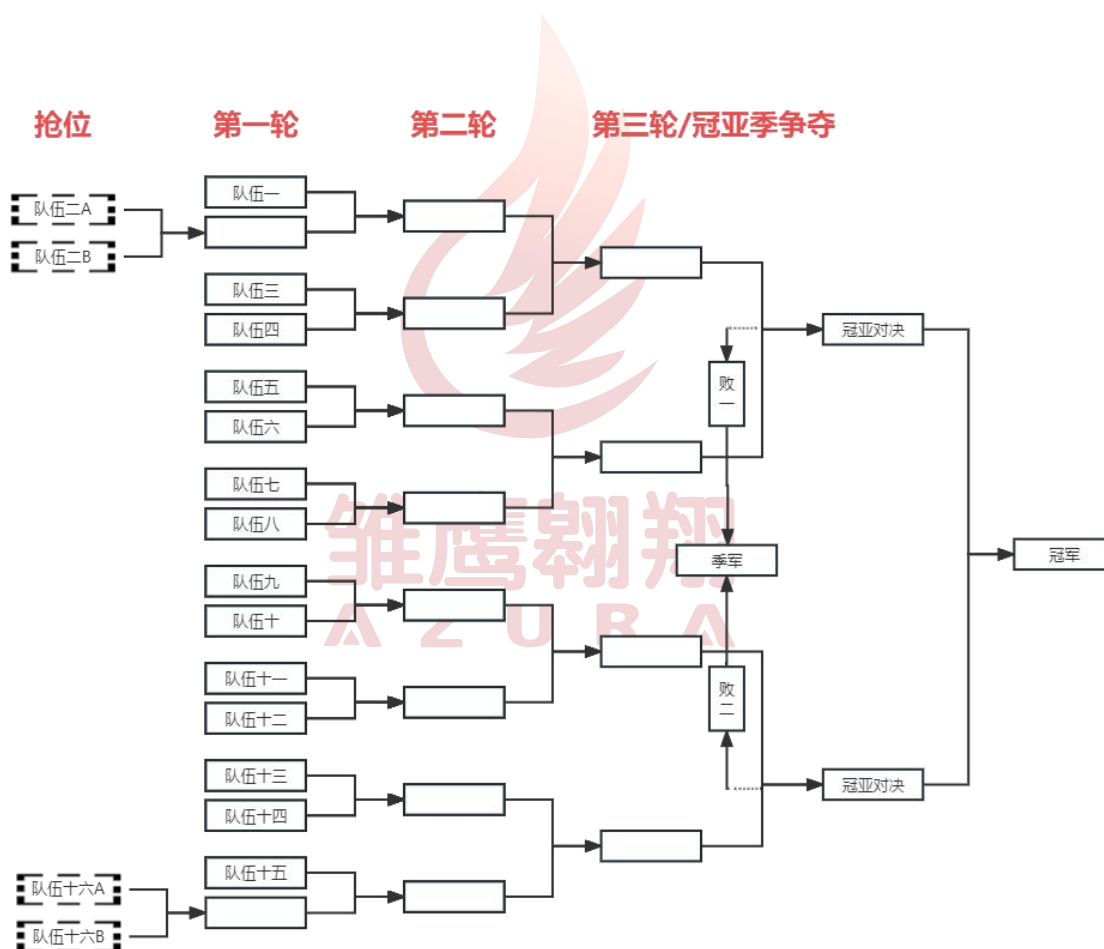 抢位
第一轮
第二轮
第三轮/冠亚季争夺
队伍二A
队伍二B
队伍一
队伍三
队伍四
队伍五
队伍六
队伍七
队伍八
队伍九
队伍十
队伍十一
队伍十二
队伍十三
队伍十四
队伍十五
队伍十六A
队伍十六B
败一
季军
败二
冠亚对决
冠亚对决
冠军
雏鹰翱翔
AZURA